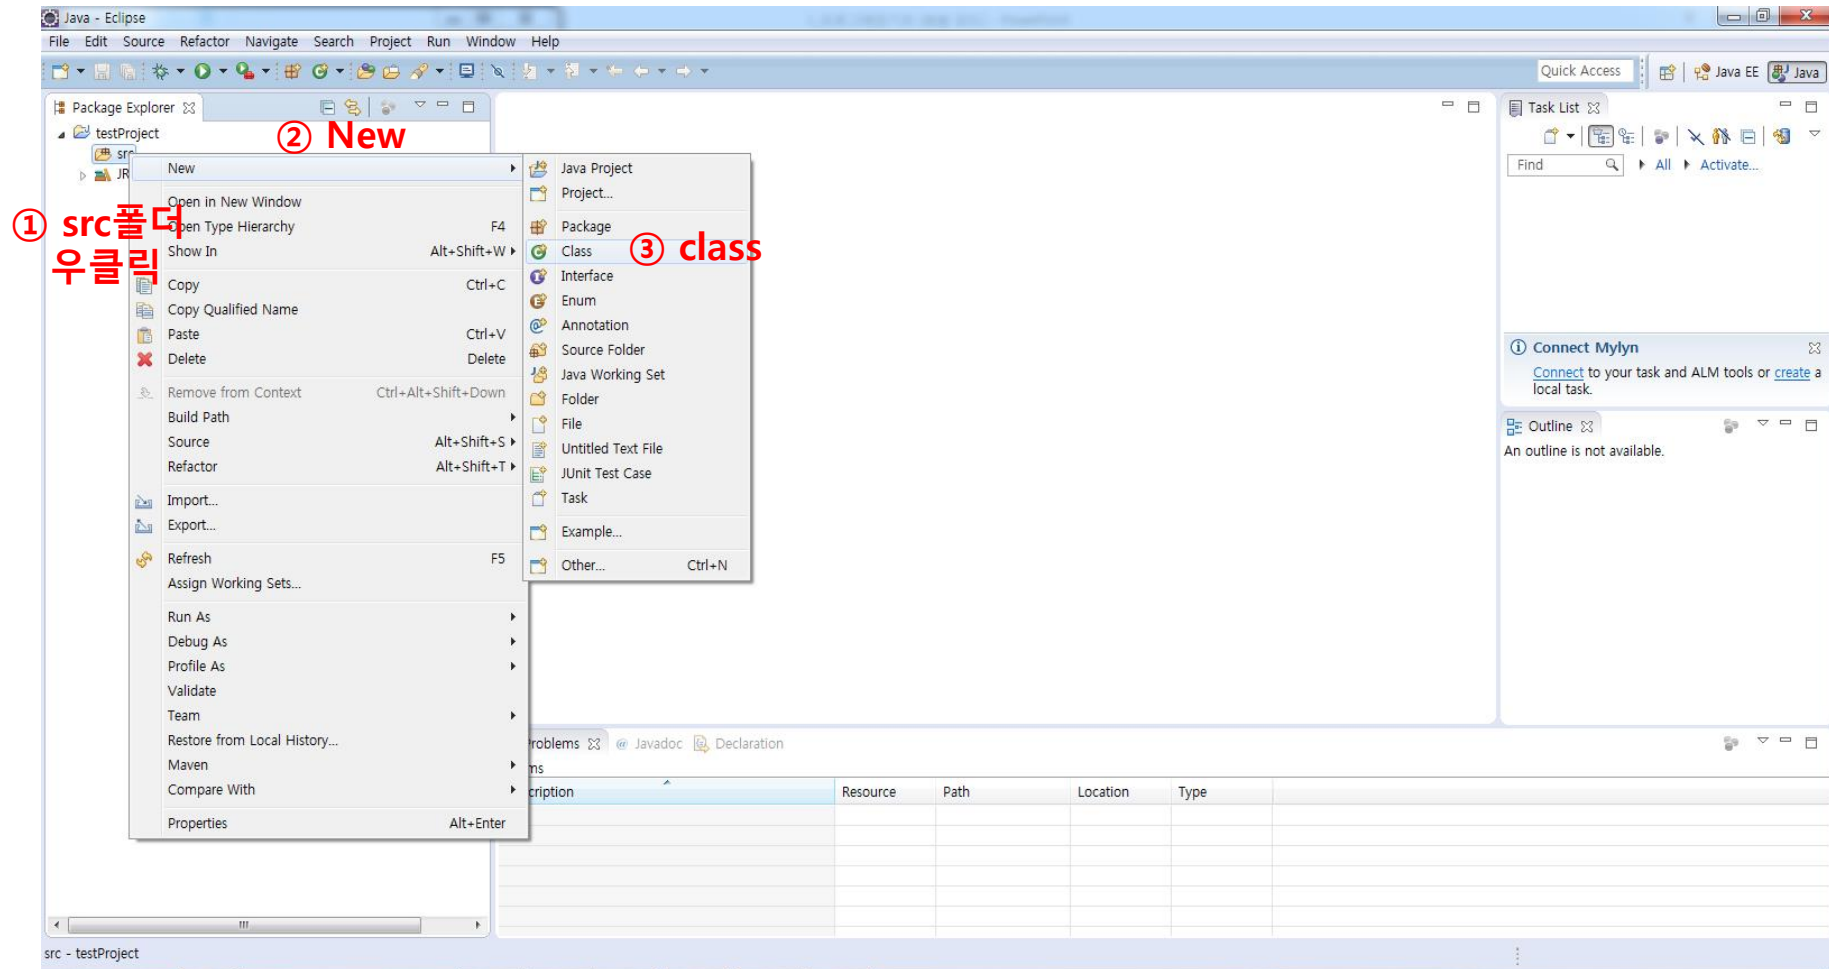 Java - Eclipse
File Edit Source Refactor Navigate Search Project Run Window Help
Quick Access
Java EE
Java
Package Explorer
testProject
src
② New
① src폴더
우클릭
New
Open in New Window
Open Type Hierarchy F4
Show In Alt+Shift+W
Copy Ctrl+C
Copy Qualified Name
Paste Ctrl+V
Delete Delete
Remove from Context Ctrl+Alt+Shift+Down
Build Path
Source Alt+Shift+S
Refactor Alt+Shift+T
Import...
Export...
Refresh F5
Assign Working Sets...
Run As
Debug As
Profile As
Validate
Team
Restore from Local History...
Maven
Compare With
Properties Alt+Enter
Java Project
Project...
Package
Class
③ class
Interface
Enum
Annotation
Source Folder
Java Working Set
Folder
File
Untitled Text File
JUnit Test Case
Task
Example...
Other... Ctrl+N
Task List
Find
All
Activate...
Connect Mylyn
Connect to your task and ALM tools or create a
local task.
Outline
An outline is not available.
Javadoc Declaration
Resource Path Location Type
src - testProject